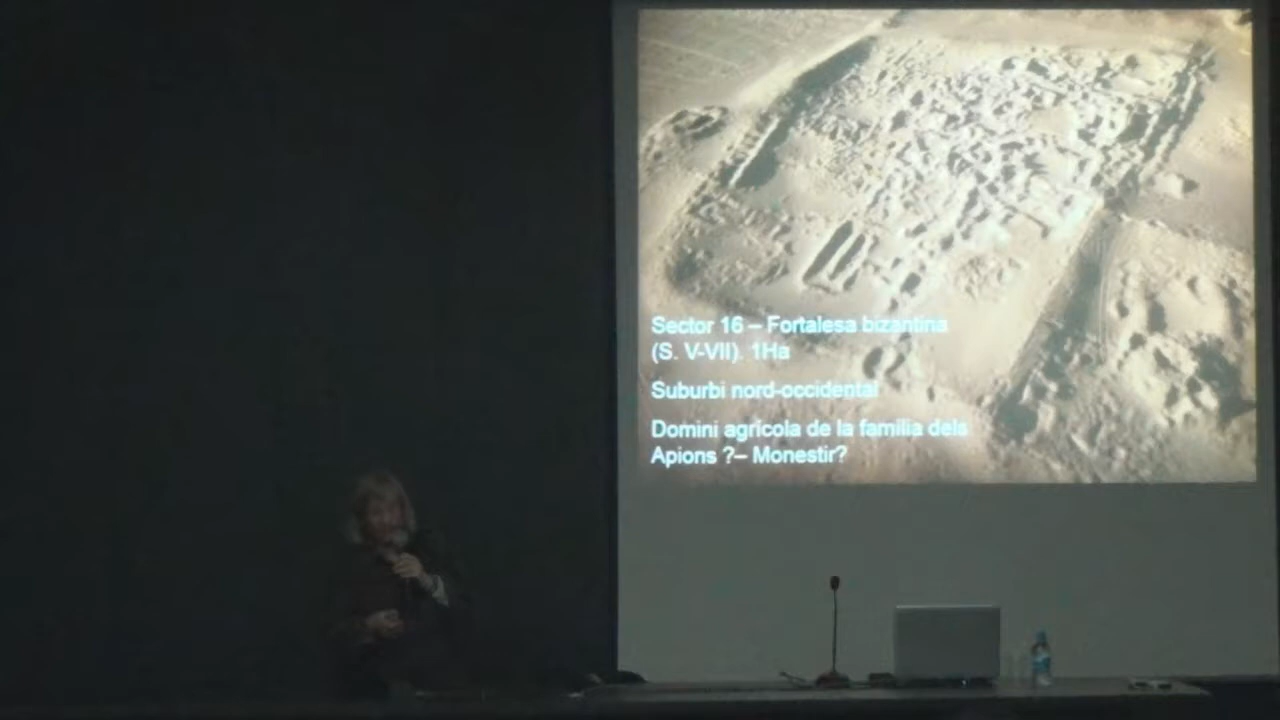 Sector 16 – Fortalesa bizantina
(S. V-VII). 1Ha
Suburbi nord-occidental
Domini agrícola de la família dels
Apions ?– Monestir?